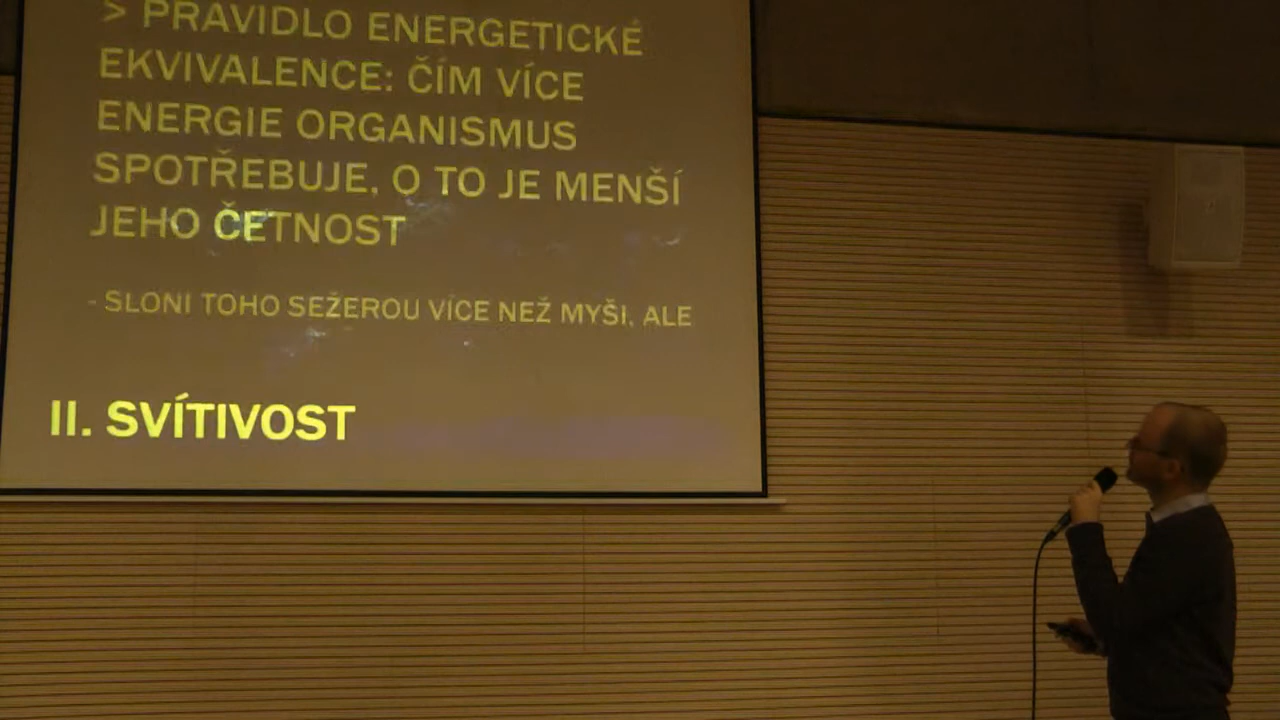 > PRAVIDLO ENERGETICKÉ
EKVIVALENCE: ČÍM VÍCE
ENERGIE ORGANISMUS
SPOTŘEBUJE, O TO JE MENŠÍ
JEHO ČETNOST
- SLONI TOHO SEŽEROU VÍCE NEŽ MYŠI, ALE
II. SVÍTIVOST